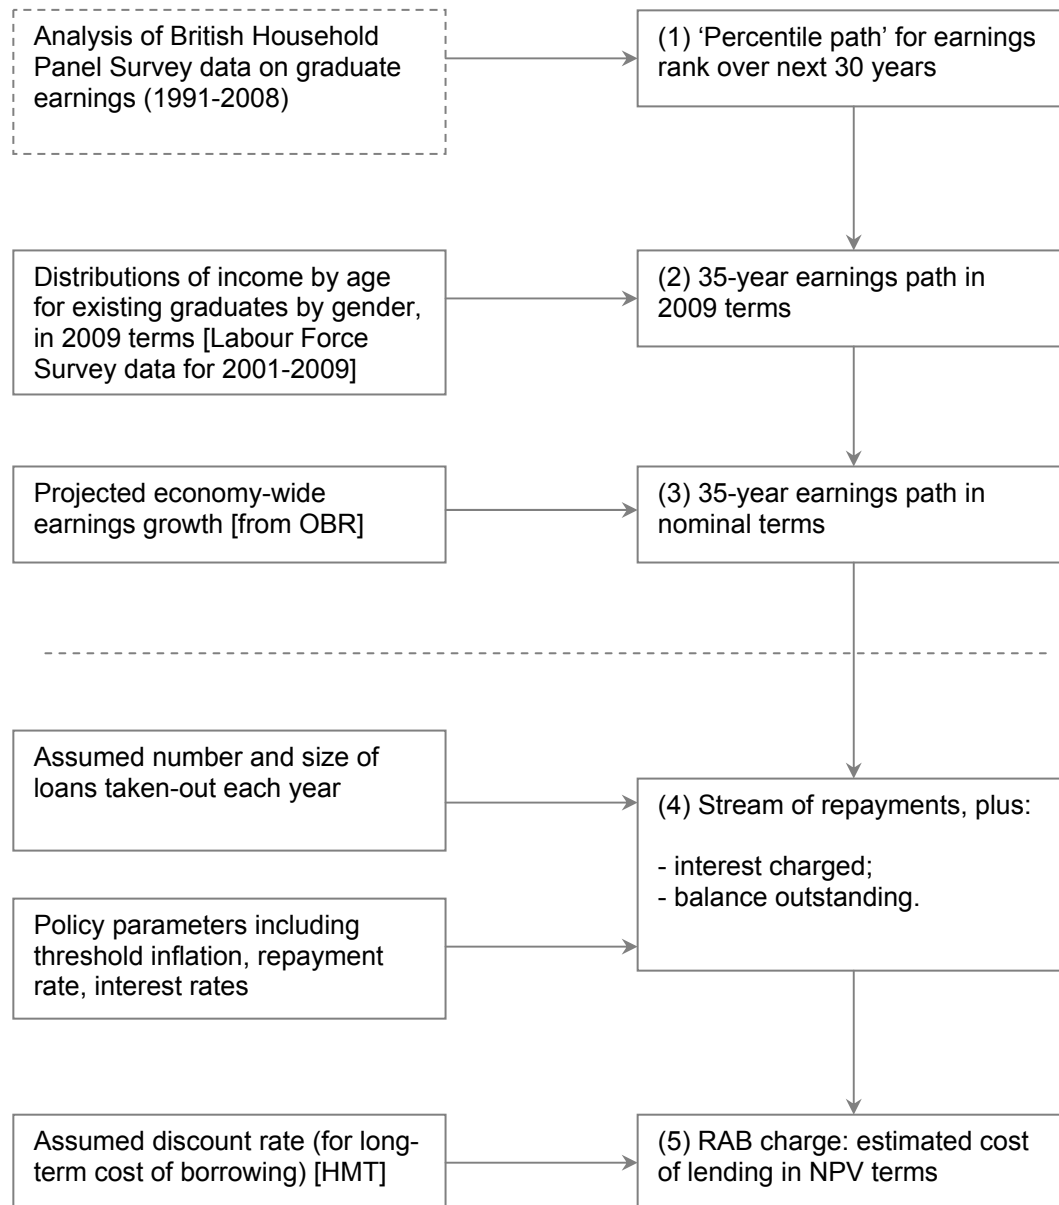 Analysis of British Household
Panel Survey data on graduate
earnings (1991-2008)
(1) ‘Percentile path’ for earnings
rank over next 30 years
Distributions of income by age
for existing graduates by gender,
in 2009 terms [Labour Force
Survey data for 2001-2009]
(2) 35-year earnings path in
2009 terms
Projected economy-wide
earnings growth [from OBR]
(3) 35-year earnings path in
nominal terms
Assumed number and size of
loans taken-out each year
(4) Stream of repayments, plus:
- interest charged;
- balance outstanding.
Policy parameters including
threshold inflation, repayment
rate, interest rates
Assumed discount rate (for long-
term cost of borrowing) [HMT]
(5) RAB charge: estimated cost
of lending in NPV terms